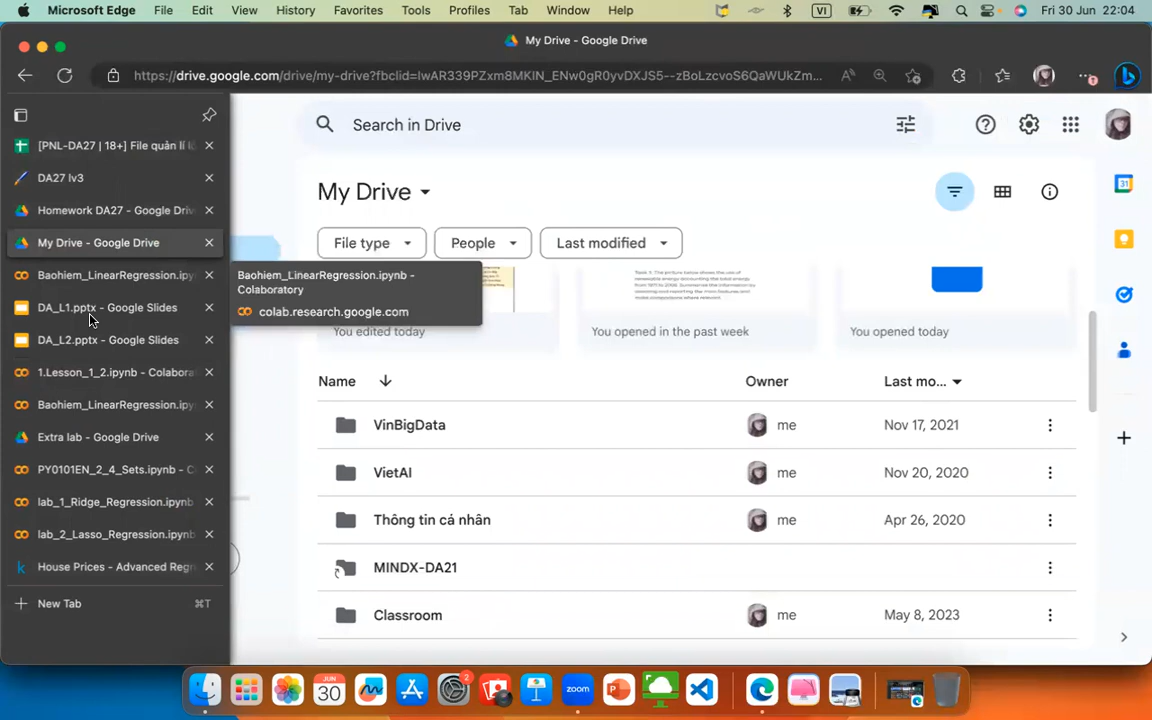 Microsoft Edge File Edit View History Favorites Tools Profiles Tab Window Help VI Fri 30 Jun 22:04
My Drive - Google Drive
https://drive.google.com/drive/my-drive?fbclid=IwAR339PZxm8MKIN_ENw0gR0yvDXJS5--zBoLzcvoS6QaWUkZm...
[PNL-DA27 | 18+] File quản lí l
DA27 lv3
Homework DA27 - Google Driv
My Drive - Google Drive
Baohiem_LinearRegression.ipy
DA_L1.pptx - Google Slides
DA_L2.pptx - Google Slides
1.Lesson_1_2.ipynb - Colabora
Baohiem_LinearRegression.ipy
Extra lab - Google Drive
PY0101EN_2_4_Sets.ipynb - C
lab_1_Ridge_Regression.ipynb
lab_2_Lasso_Regression.ipynb
House Prices - Advanced Regr
New Tab ⌘T
Baohiem_LinearRegression.ipynb -
Colaboratory
colab.research.google.com
Search in Drive
My Drive
File type People Last modified
You edited today You opened in the past week You opened today
Name Owner Last mo...
VinBigData me Nov 17, 2021
VietAI me Nov 20, 2020
Thông tin cá nhân me Apr 26, 2020
MINDX-DA21
Classroom me May 8, 2023
31
JUN
30
2
zoom